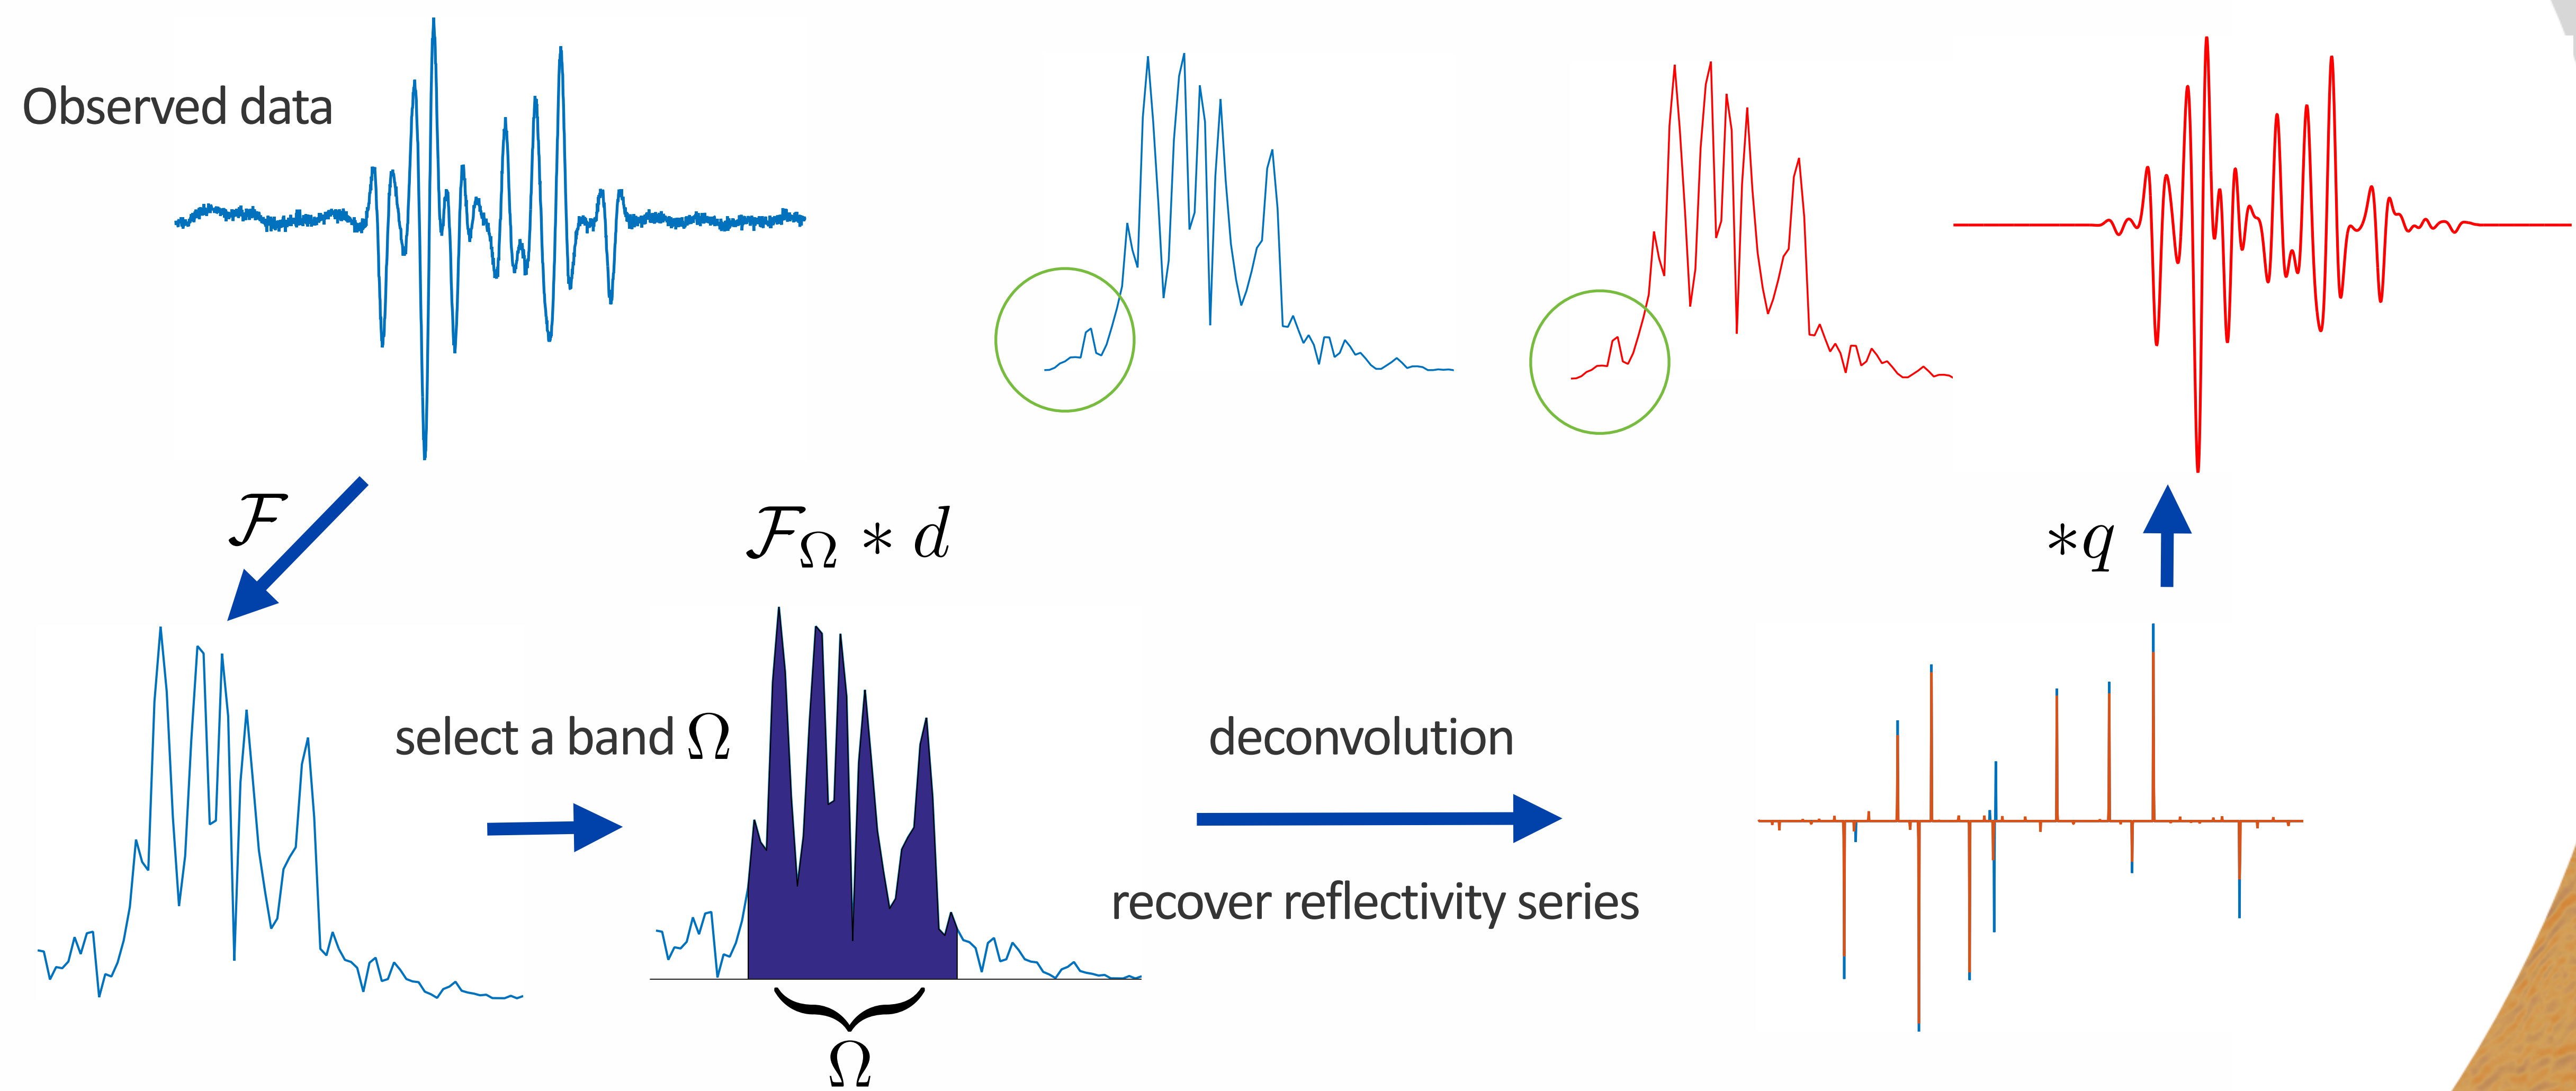 Observed data
ℱ
ℱ_Ω * d
*q
select a band Ω
deconvolution
recover reflectivity series
Ω